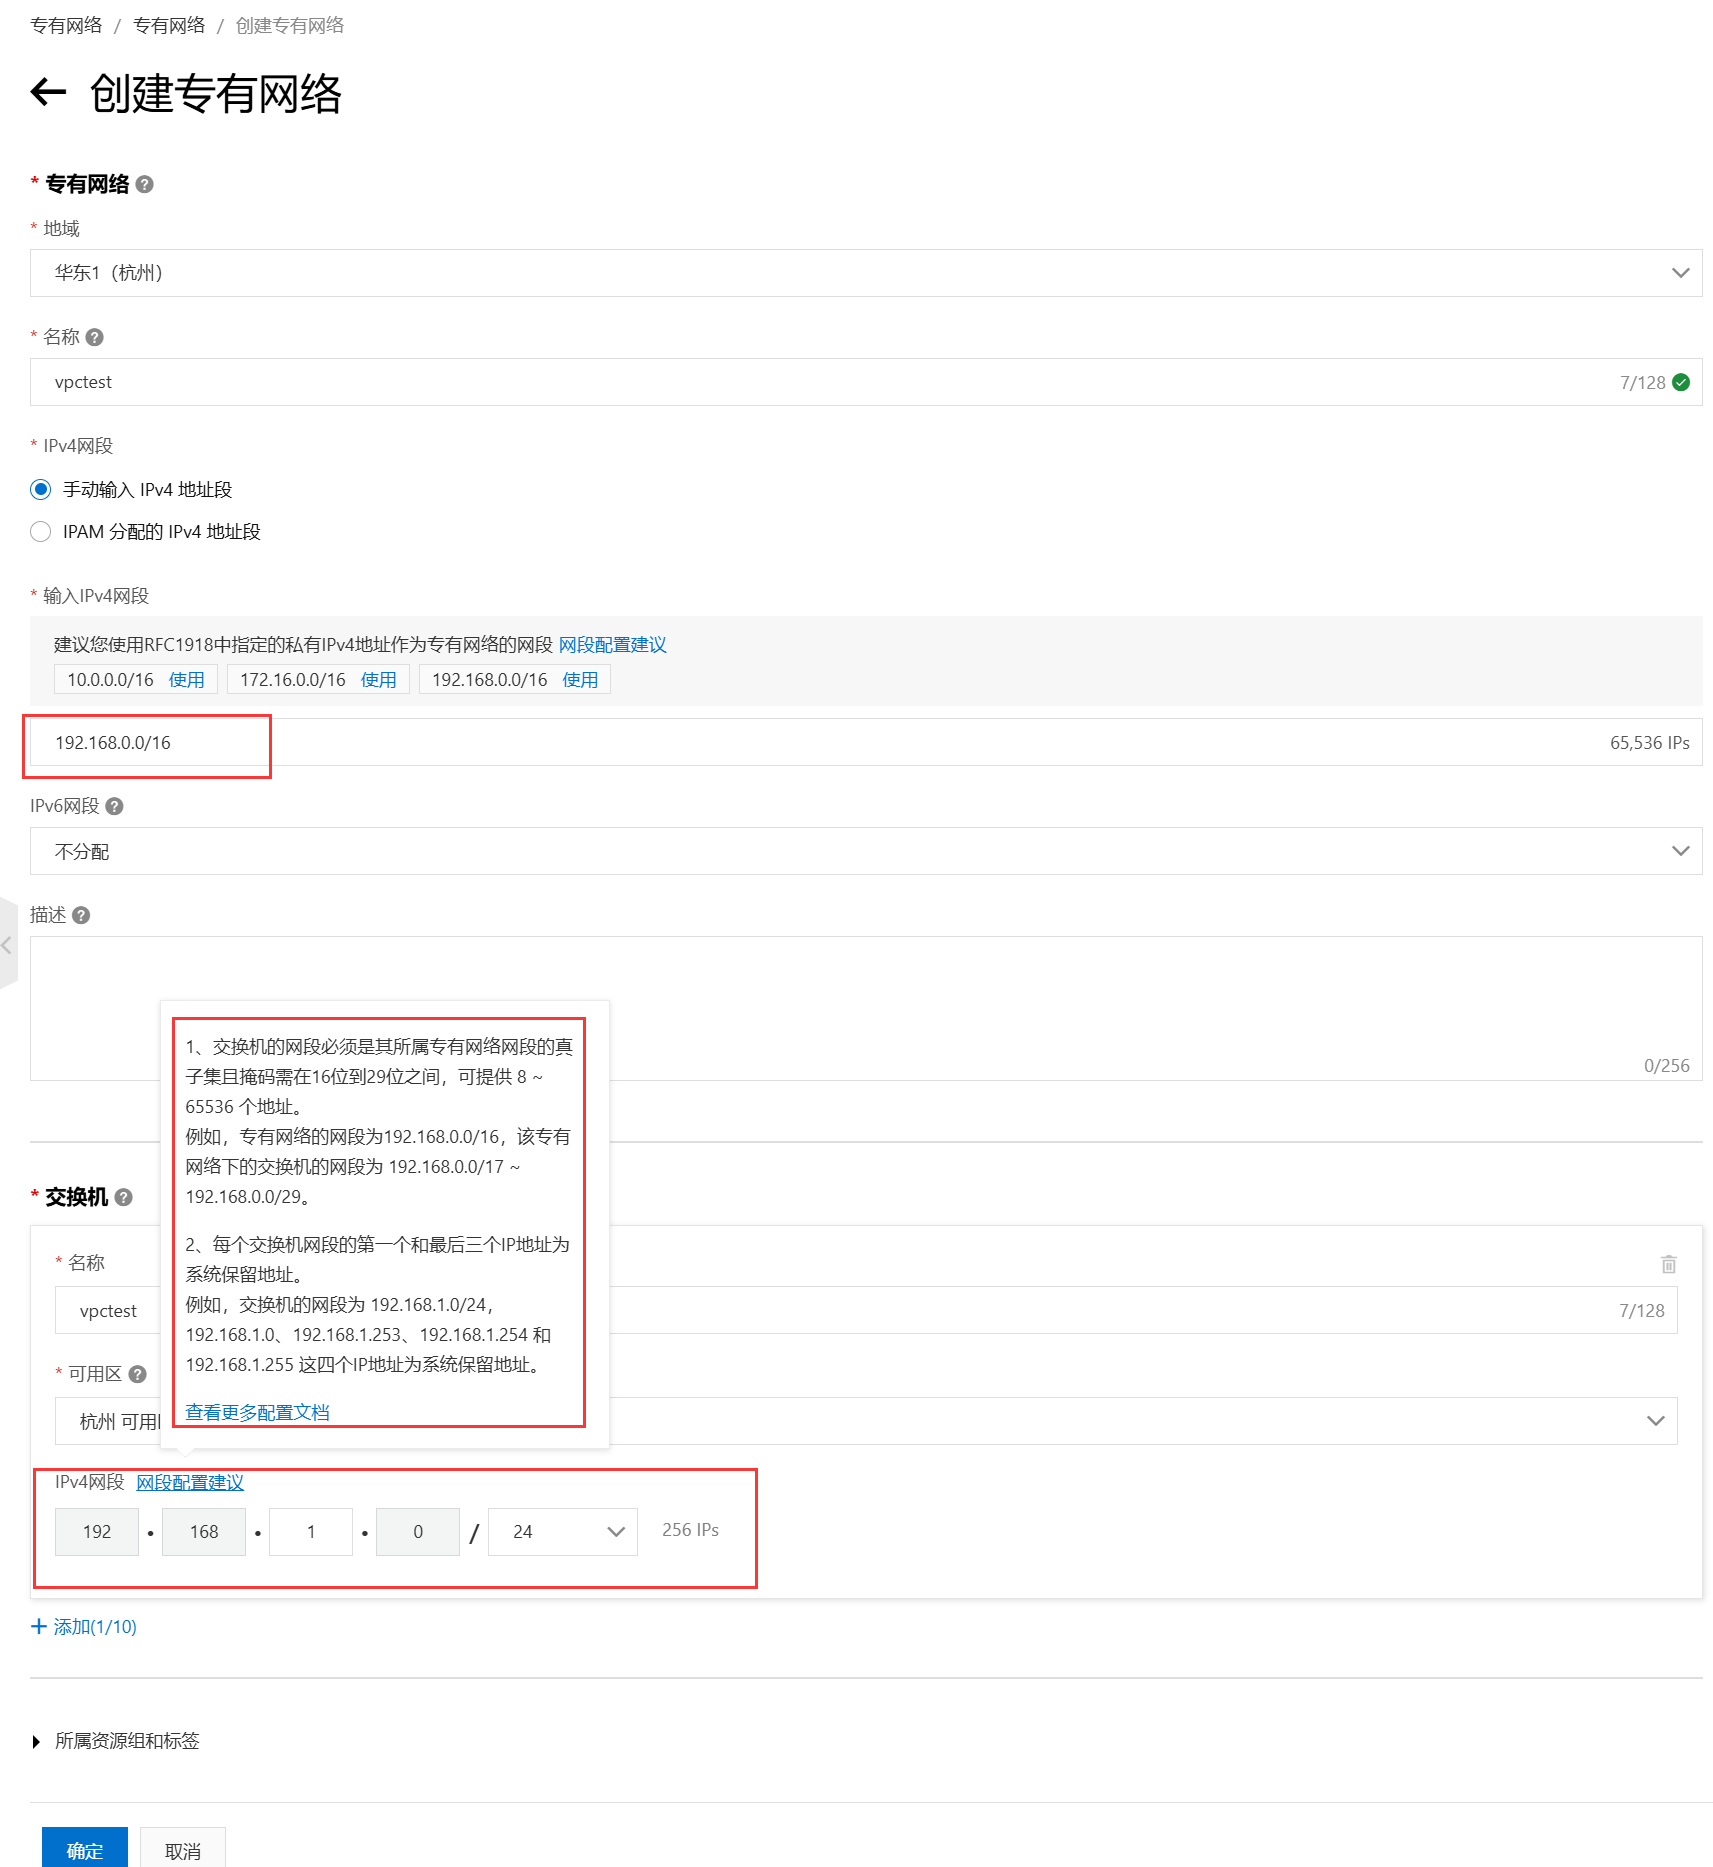 专有网络 / 专有网络 / 创建专有网络
创建专有网络
* 专有网络
* 地域
华东1（杭州）
* 名称
vpctest
7/128
* IPv4网段
手动输入 IPv4 地址段
IPAM 分配的 IPv4 地址段
* 输入IPv4网段
建议您使用RFC1918中指定的私有IPv4地址作为专有网络的网段 网段配置建议
10.0.0.0/16 使用 172.16.0.0/16 使用 192.168.0.0/16 使用
192.168.0.0/16
65,536 IPs
IPv6网段
不分配
描述
0/256
1、交换机的网段必须是其所属专有网络网段的真
子集且掩码需在16位到29位之间，可提供 8 ~
65536 个地址。
例如，专有网络的网段为192.168.0.0/16，该专有
网络下的交换机的网段为 192.168.0.0/17 ~
192.168.0.0/29。
2、每个交换机网段的第一个和最后三个IP地址为
系统保留地址。
例如，交换机的网段为 192.168.1.0/24，
192.168.1.0、192.168.1.253、192.168.1.254 和
192.168.1.255 这四个IP地址为系统保留地址。
查看更多配置文档
* 交换机
* 名称
vpctest
7/128
* 可用区
杭州 可用
IPv4网段 网段配置建议
192 • 168 • 1 • 0 / 24 256 IPs
+ 添加(1/10)
所属资源组和标签
确定 取消